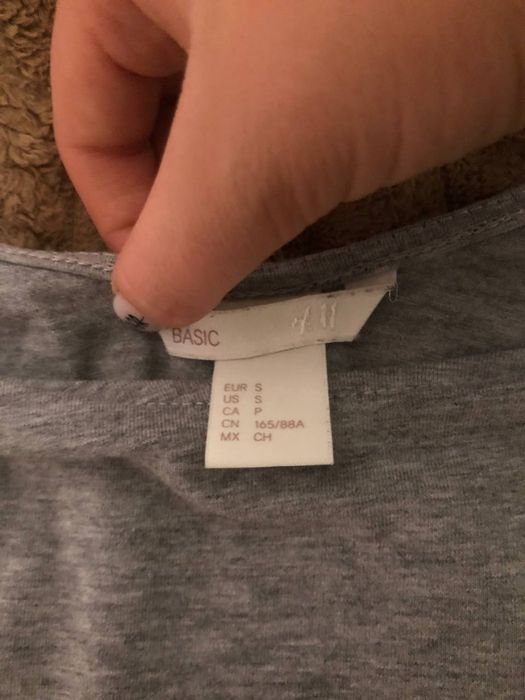 BASIC
EUR S
US S
CA P
CN 165/88A
MX CH